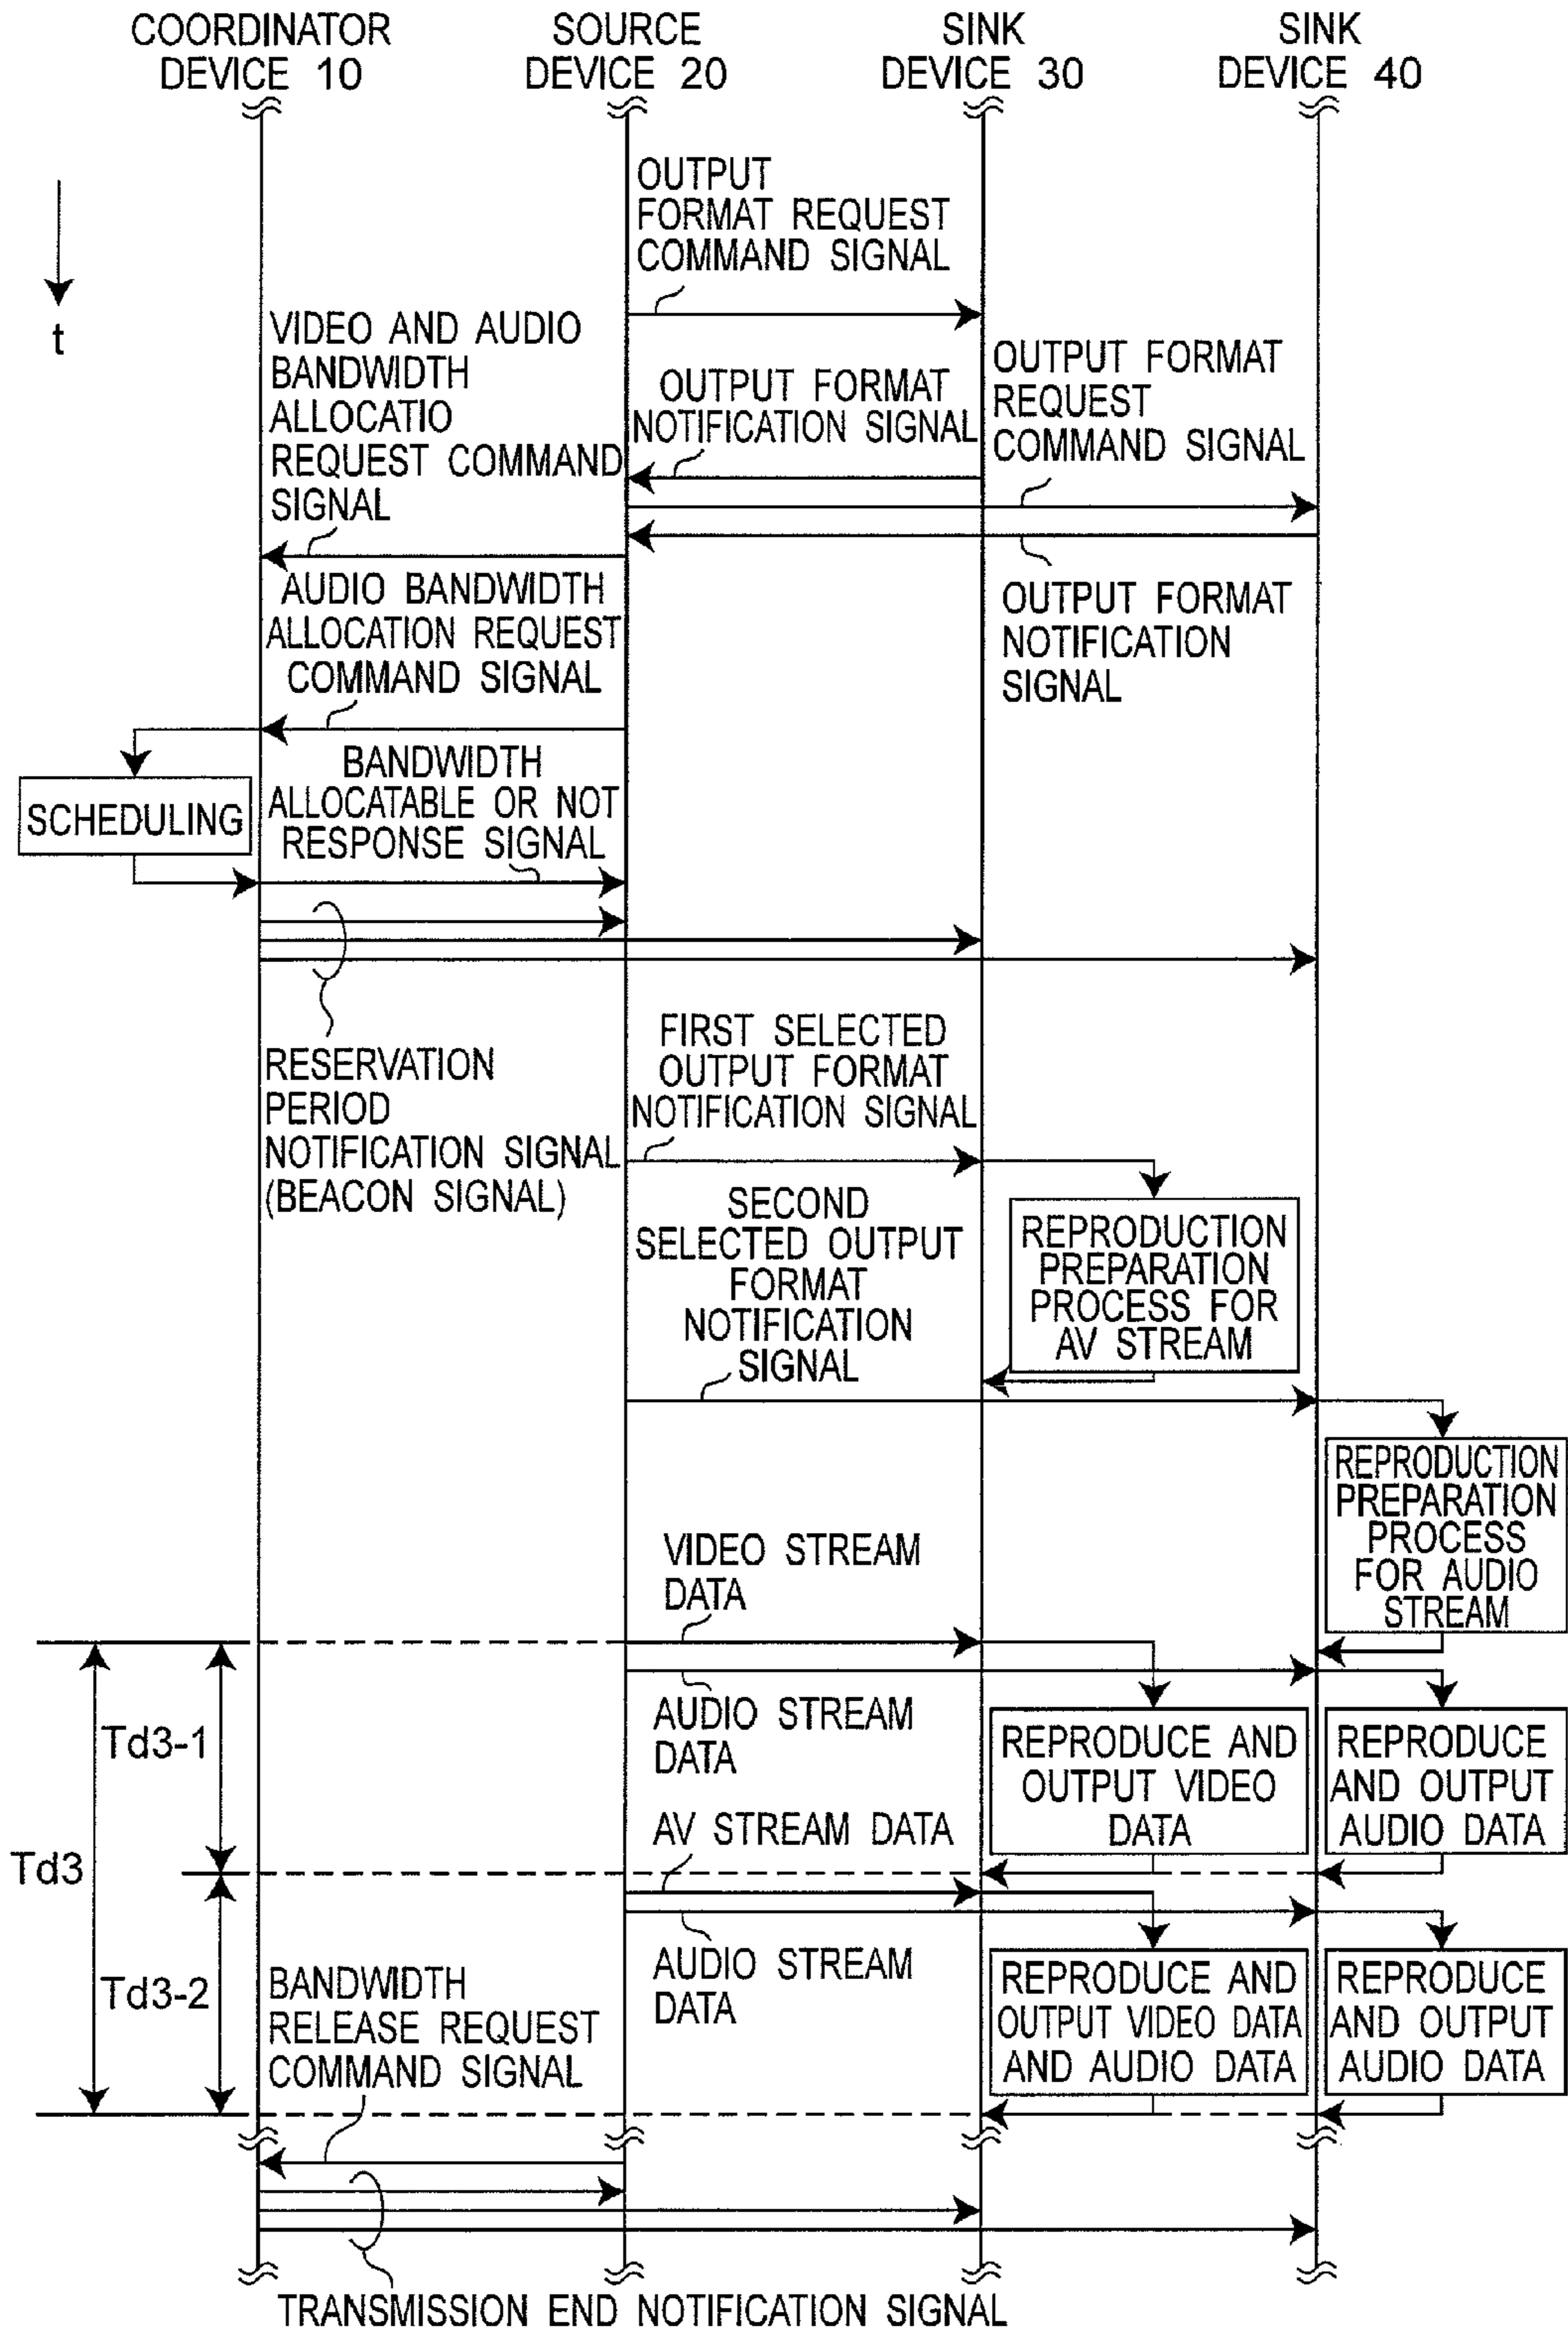 COORDINATOR
DEVICE 10
SOURCE
DEVICE 20
SINK
DEVICE 30
SINK
DEVICE 40
t
OUTPUT
FORMAT REQUEST
COMMAND SIGNAL
VIDEO AND AUDIO
BANDWIDTH
ALLOCATIO
REQUEST COMMAND
SIGNAL
OUTPUT FORMAT
NOTIFICATION SIGNAL
OUTPUT FORMAT
REQUEST
COMMAND SIGNAL
AUDIO BANDWIDTH
ALLOCATION REQUEST
COMMAND SIGNAL
OUTPUT FORMAT
NOTIFICATION
SIGNAL
SCHEDULING
BANDWIDTH
ALLOCATABLE OR NOT
RESPONSE SIGNAL
RESERVATION
PERIOD
NOTIFICATION SIGNAL
(BEACON SIGNAL)
FIRST SELECTED
OUTPUT FORMAT
NOTIFICATION SIGNAL
SECOND
SELECTED OUTPUT
FORMAT
NOTIFICATION
SIGNAL
REPRODUCTION
PREPARATION
PROCESS FOR
AV STREAM
REPRODUCTION
PREPARATION
PROCESS
FOR AUDIO
STREAM
VIDEO STREAM
DATA
Td3
Td3-1
AUDIO STREAM
DATA
REPRODUCE AND
OUTPUT VIDEO
DATA
REPRODUCE
AND OUTPUT
AUDIO DATA
AV STREAM DATA
Td3-2
AUDIO STREAM
DATA
REPRODUCE AND
OUTPUT VIDEO DATA
AND AUDIO DATA
REPRODUCE
AND OUTPUT
AUDIO DATA
BANDWIDTH
RELEASE REQUEST
COMMAND SIGNAL
TRANSMISSION END NOTIFICATION SIGNAL